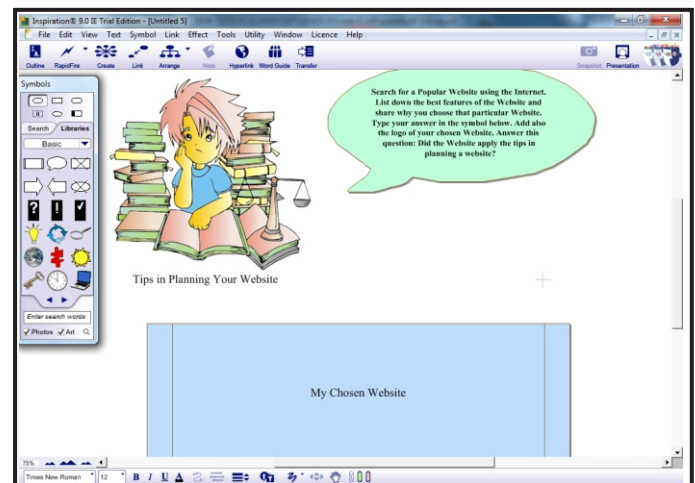 Inspiration® 9.0 IE Trial Edition - [Untitled 5]
File Edit View Text Symbol Link Effect Tools Utility Window Licence Help
Outline RapidFire Create Link Arrange Note Hyperlink Word Guide Transfer Snapshot Presentation
Symbols
Search Libraries
Basic
Enter search words
Photos Art
Search for a Popular Website using the Internet.
List down the best features of the Website and
share why you choose that particular Website.
Type your answer in the symbol below. Add also
the logo of your chosen Website. Answer this
question: Did the Website apply the tips in
planning a website?
Tips in Planning Your Website
My Chosen Website
75%
Times New Roman 12 B I U A